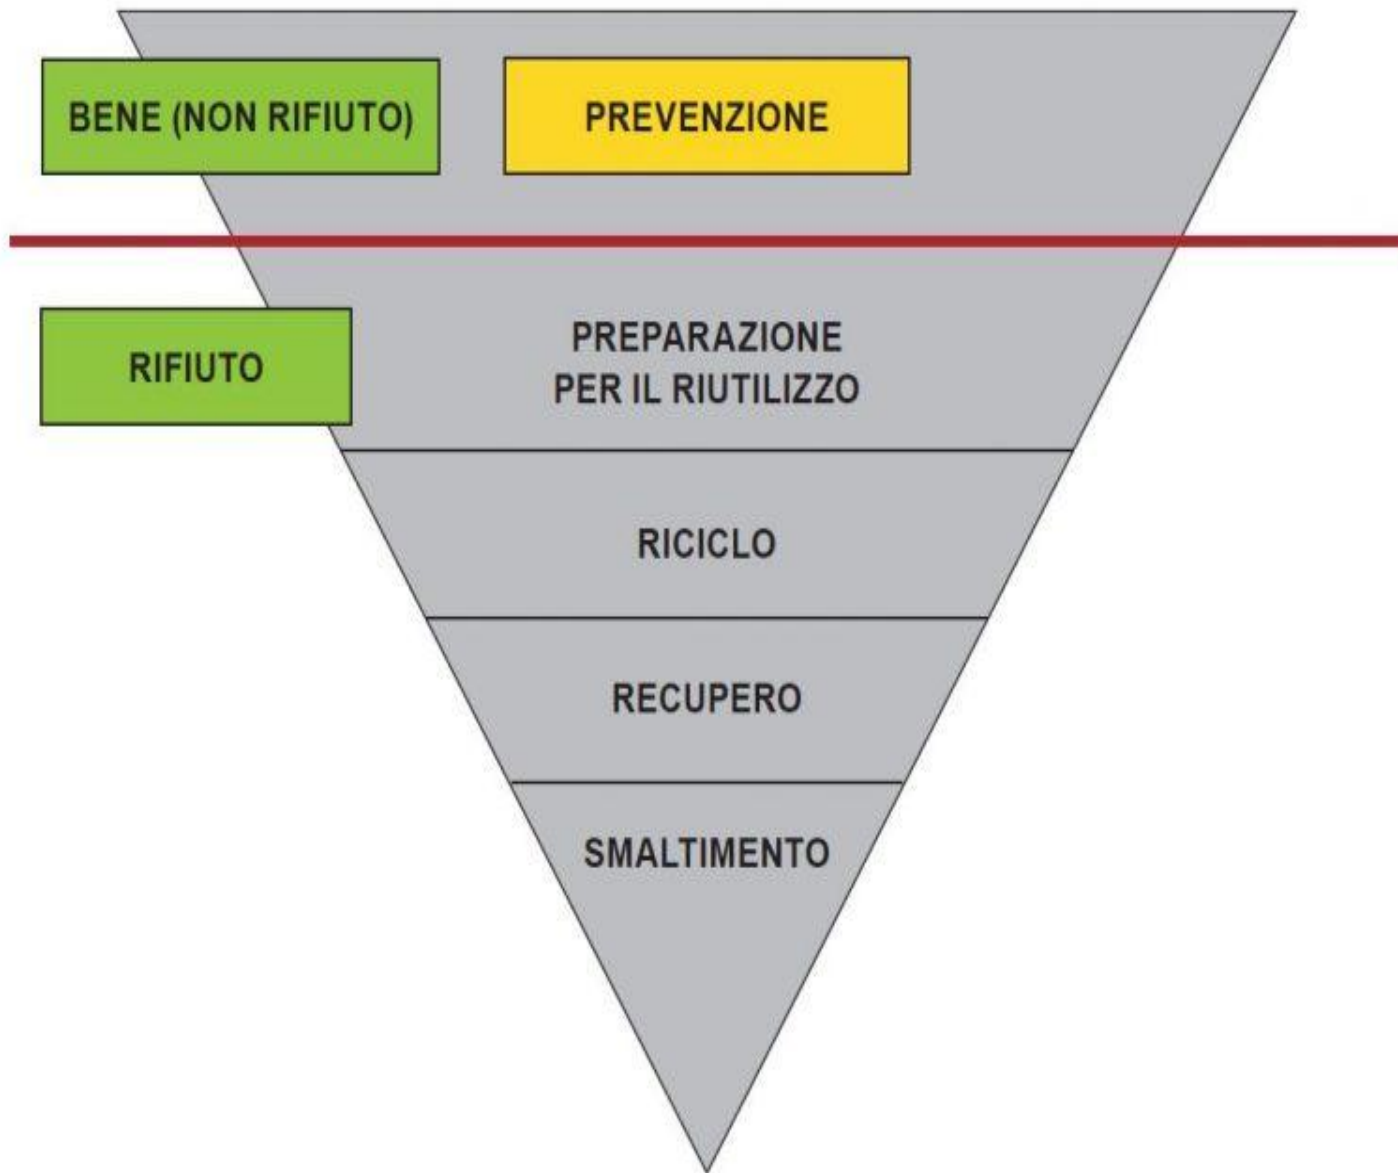 BENE (NON RIFIUTO)
PREVENZIONE
RIFIUTO
PREPARAZIONE
PER IL RIUTILIZZO
RICICLO
RECUPERO
SMALTIMENTO